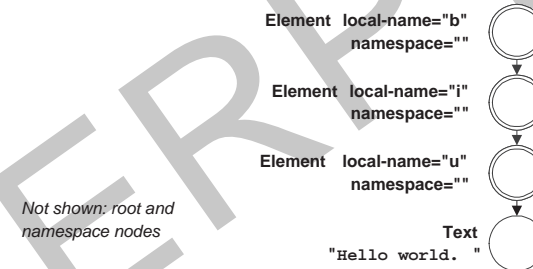 Element local-name="b"
namespace=""
Element local-name="i"
namespace=""
Element local-name="u"
namespace=""
Not shown: root and
namespace nodes
Text
"Hello world. "